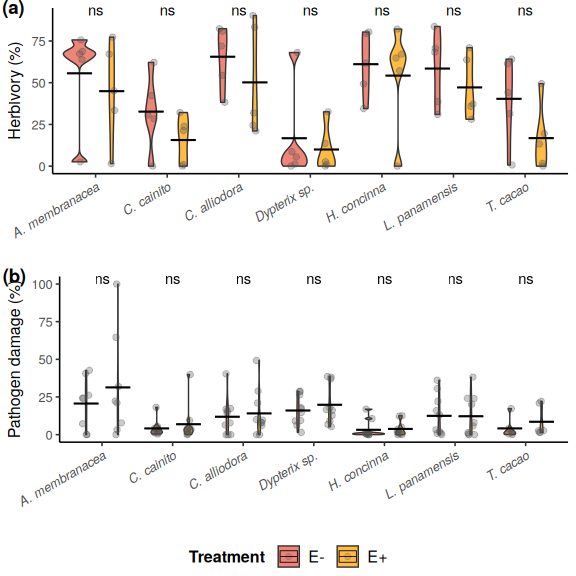 (a)
ns ns ns ns ns ns ns
Herbivory (%)
75
50
25
0
A. membranacea C. cainito C. alliodora Dypterix sp. H. concinna L. panamensis T. cacao
(b)
ns ns ns ns ns ns ns
Pathogen damage (%)
100
75
50
25
0
A. membranacea C. cainito C. alliodora Dypterix sp. H. concinna L. panamensis T. cacao
Treatment E- E+